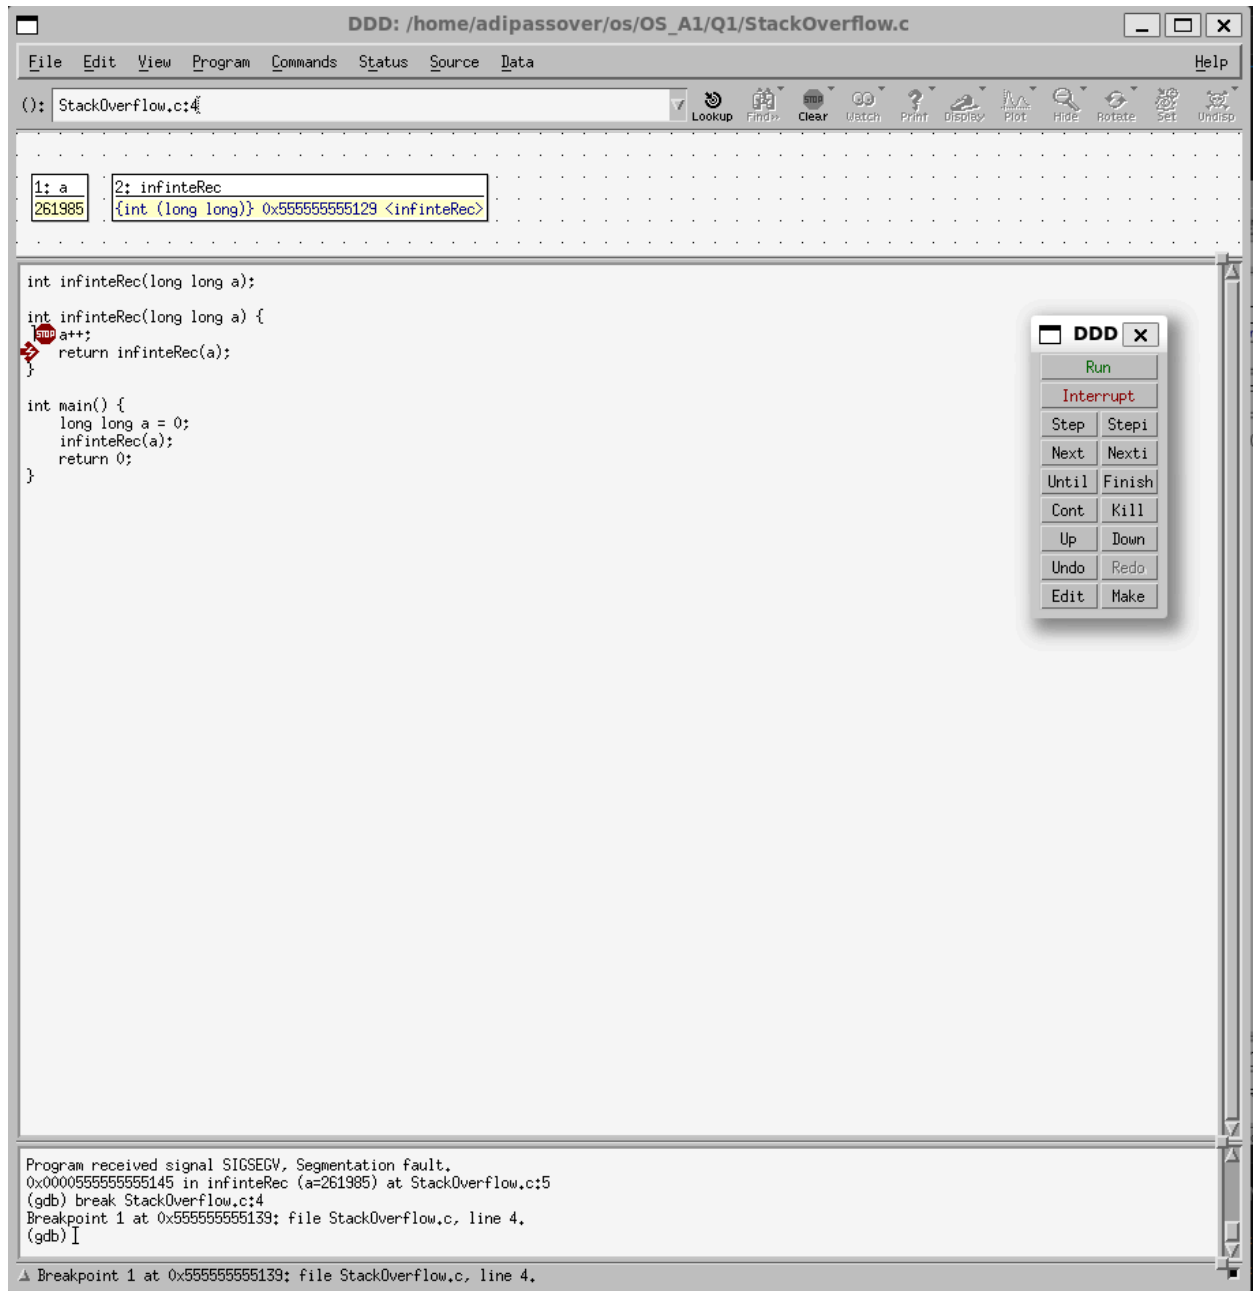 DDD: /home/adipassover/os/OS_A1/Q1/StackOverflow.c
File Edit View Program Commands Status Source Data Help
(): StackOverflow.c:4
Lookup Find» Clear Watch Print Display Plot Hide Rotate Set Undisp
1: a
261985
2: infinteRec
{int (long long)} 0x555555555129 <infinteRec>
int infinteRec(long long a);
int infinteRec(long long a) {
STOP a++;
return infinteRec(a);
}
int main() {
long long a = 0;
infinteRec(a);
return 0;
}
DDD
Run
Interrupt
Step Stepi
Next Nexti
Until Finish
Cont Kill
Up Down
Undo Redo
Edit Make
Program received signal SIGSEGV, Segmentation fault.
0x0000555555555145 in infinteRec (a=261985) at StackOverflow.c:5
(gdb) break StackOverflow.c:4
Breakpoint 1 at 0x555555555139: file StackOverflow.c, line 4.
(gdb)
Breakpoint 1 at 0x555555555139: file StackOverflow.c, line 4.